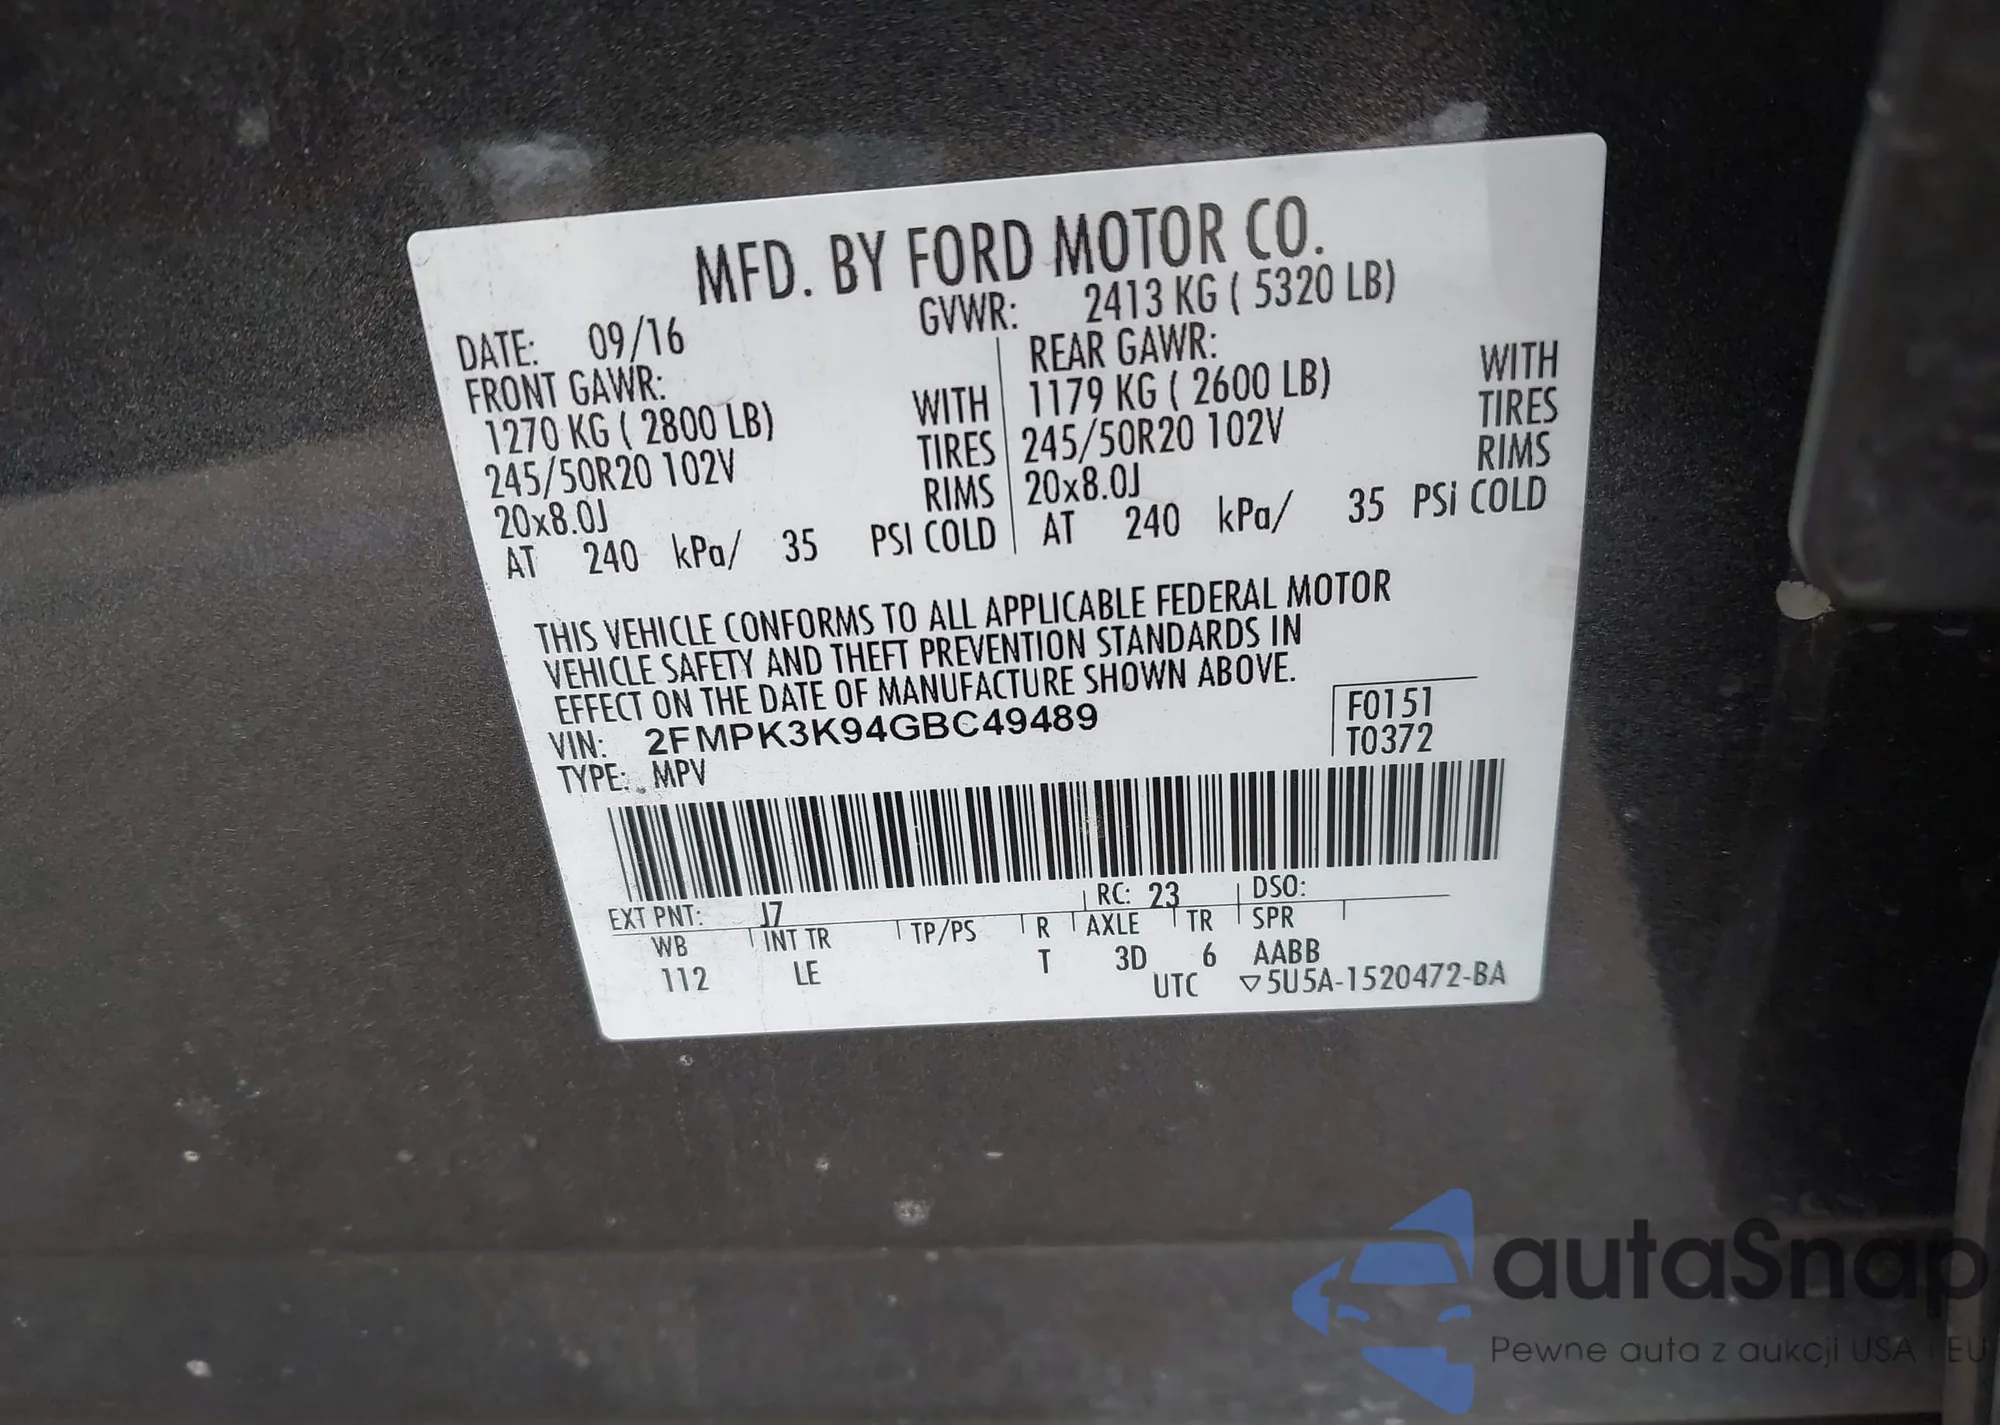 MFD. BY FORD MOTOR CO.
DATE: 09/16 GVWR: 2413 KG ( 5320 LB)
FRONT GAWR: REAR GAWR:
1270 KG ( 2800 LB) WITH 1179 KG ( 2600 LB) WITH
245/50R20 102V TIRES 245/50R20 102V TIRES
20x8.0J RIMS 20x8.0J RIMS
AT 240 kPa/ 35 PSI COLD AT 240 kPa/ 35 PSi COLD
THIS VEHICLE CONFORMS TO ALL APPLICABLE FEDERAL MOTOR
VEHICLE SAFETY AND THEFT PREVENTION STANDARDS IN
EFFECT ON THE DATE OF MANUFACTURE SHOWN ABOVE.
VIN: 2FMPK3K94GBC49489 F0151
TYPE: MPV T0372
EXT PNT: J7 RC: 23 DSO:
WB INT TR TP/PS R AXLE TR SPR
112 LE T 3D 6 AABB
UTC ▽5U5A-1520472-BA
autaSnap
Pewne auta z aukcji USA i EU